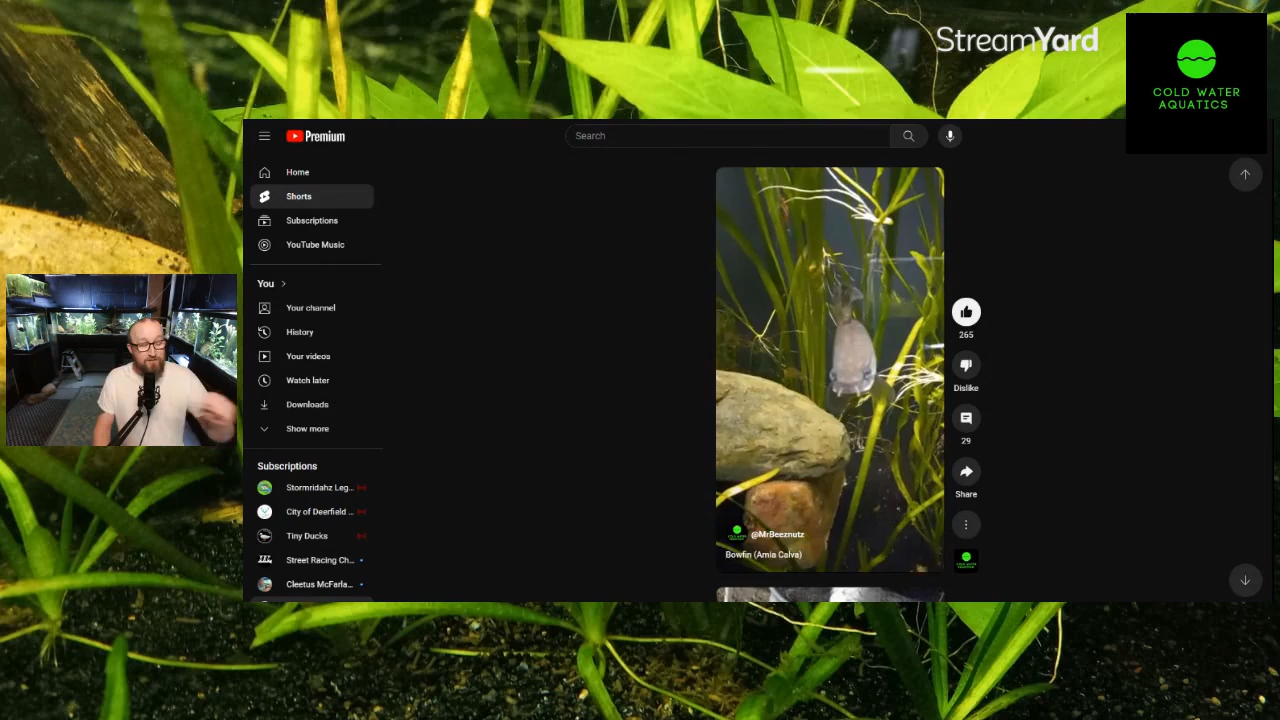 StreamYard
COLD WATER
AQUATICS
Premium
Search
Home
Shorts
Subscriptions
YouTube Music
You
Your channel
History
Your videos
Watch later
Downloads
Show more
Subscriptions
Stormridahz Leg...
City of Deerfield ...
Tiny Ducks
Street Racing Ch...
Cleetus McFarla...
@MrBeeznutz
Bowfin (Amia Calva)
265
Dislike
29
Share